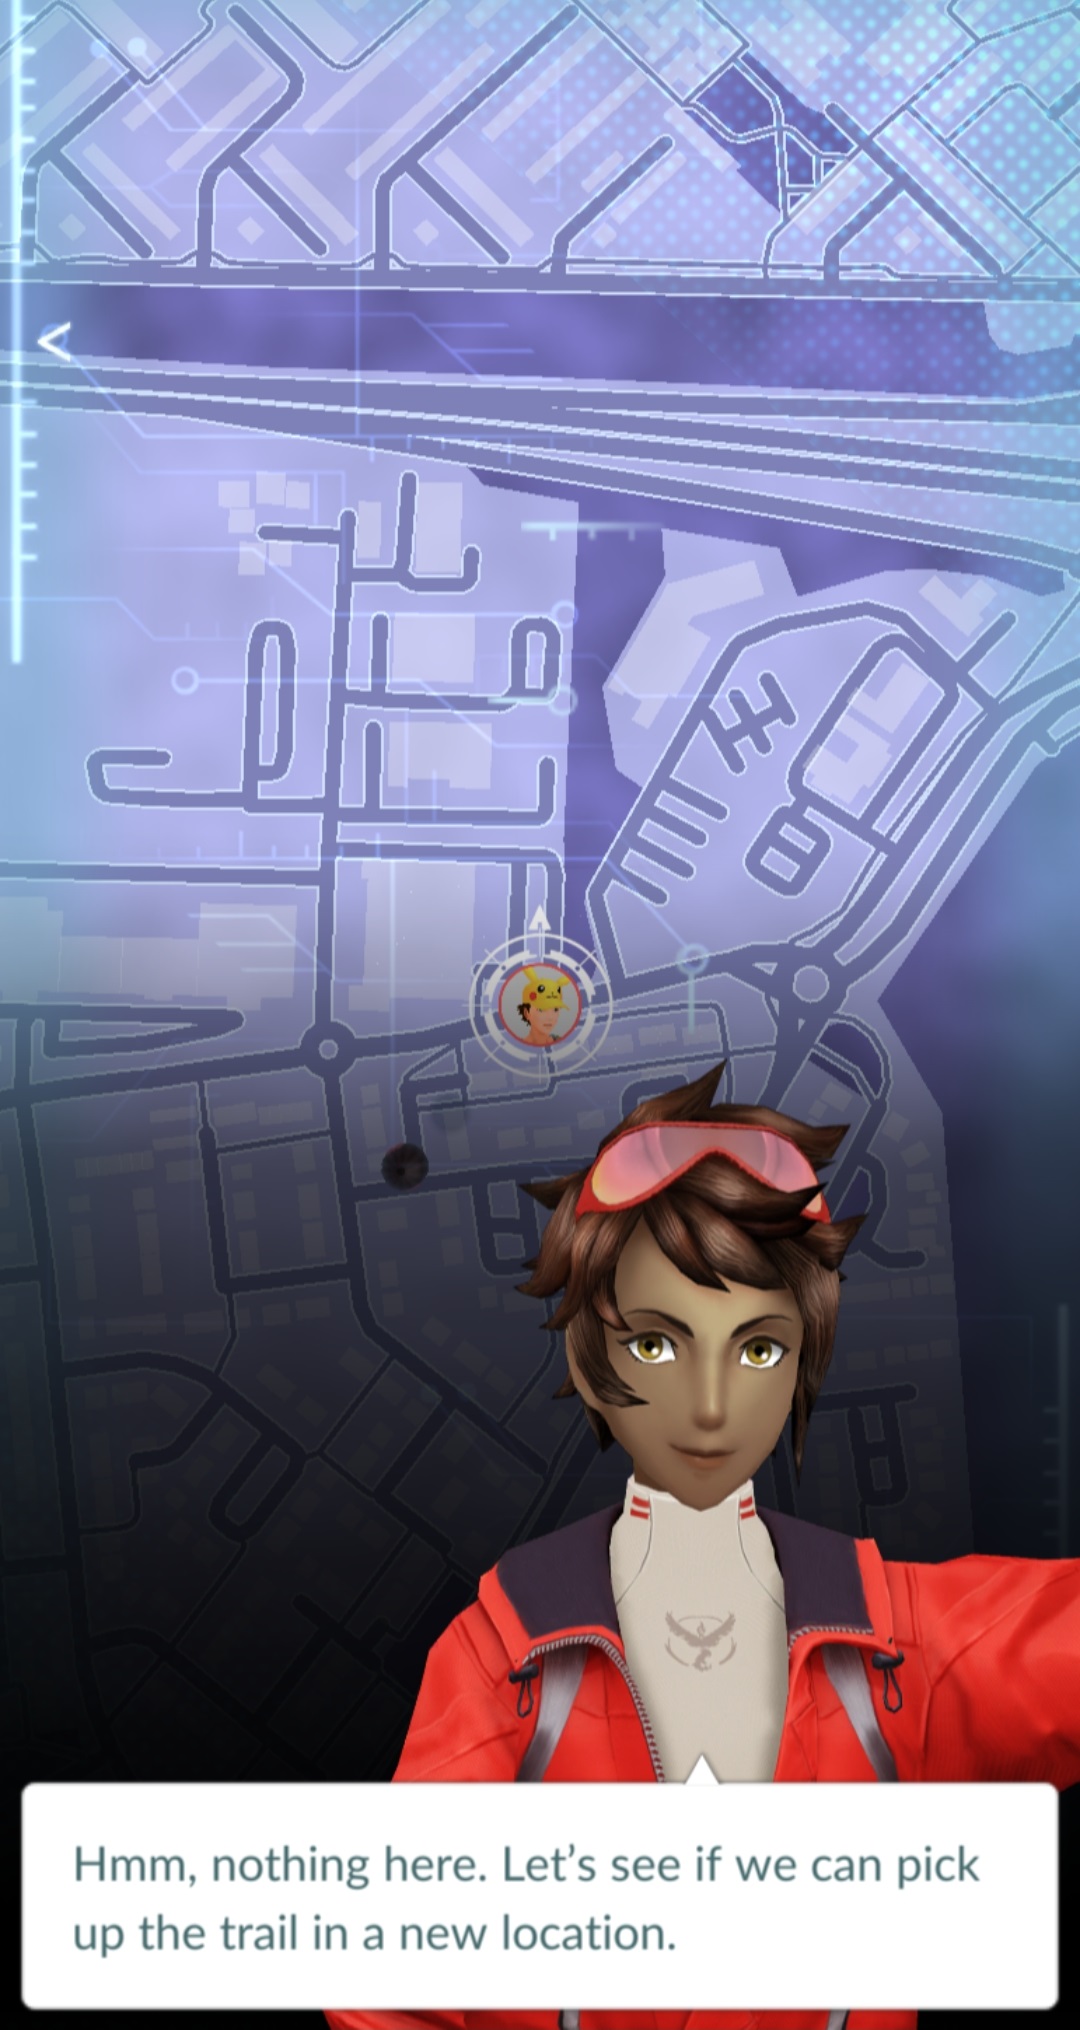 Hmm, nothing here. Let’s see if we can pick
up the trail in a new location.